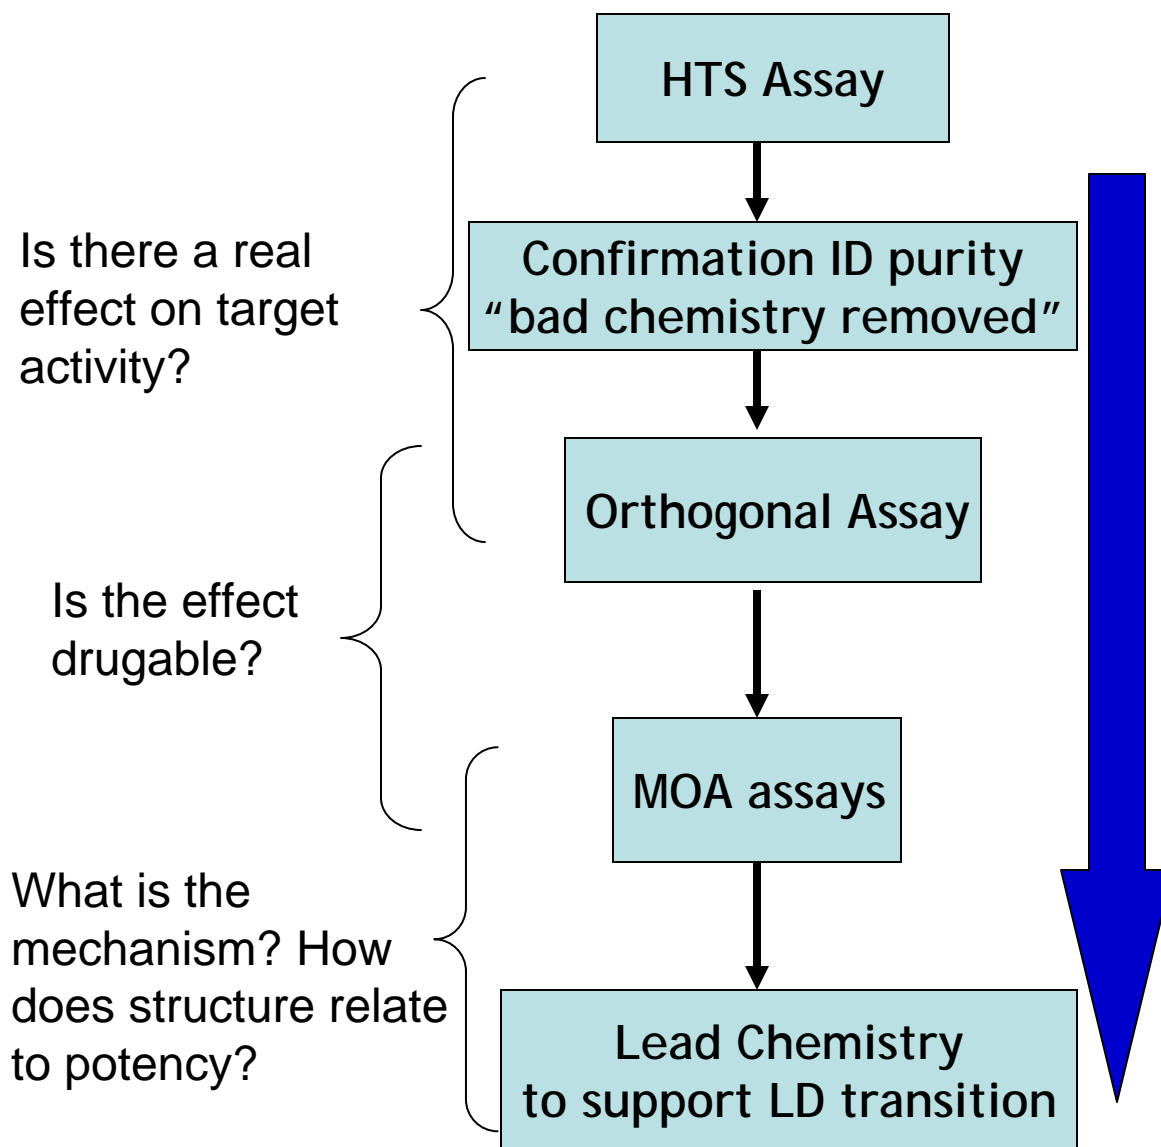 HTS Assay
Is there a real
effect on target
activity?
Confirmation ID purity
“bad chemistry removed”
Orthogonal Assay
Is the effect
drugable?
MOA assays
What is the
mechanism? How
does structure relate
to potency?
Lead Chemistry
to support LD transition